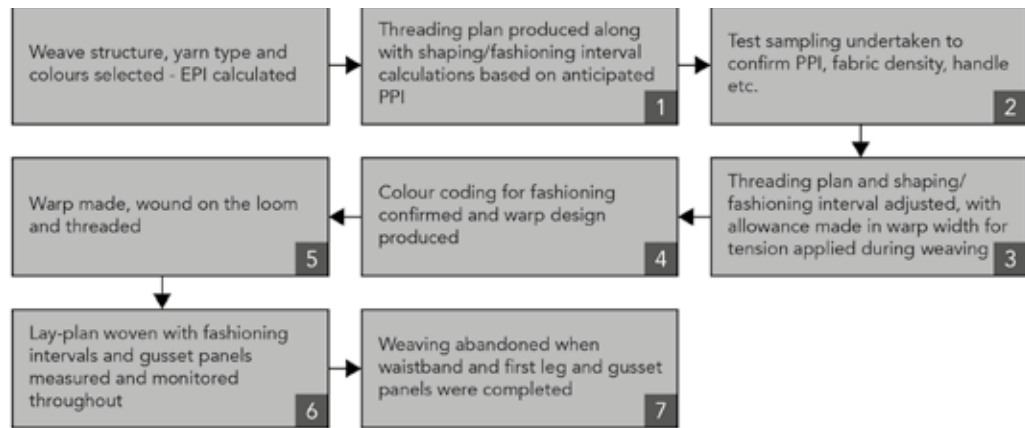 Weave structure, yarn type and
colours selected - EPI calculated
Threading plan produced along
with shaping/fashioning interval
calculations based on anticipated
PPI
1
Test sampling undertaken to
confirm PPI, fabric density, handle
etc.
2
Threading plan and shaping/
fashioning interval adjusted, with
allowance made in warp width for
tension applied during weaving
3
Colour coding for fashioning
confirmed and warp design
produced
4
Warp made, wound on the loom
and threaded
5
Lay-plan woven with fashioning
intervals and gusset panels
measured and monitored
throughout
6
Weaving abandoned when
waistband and first leg and gusset
panels were completed
7